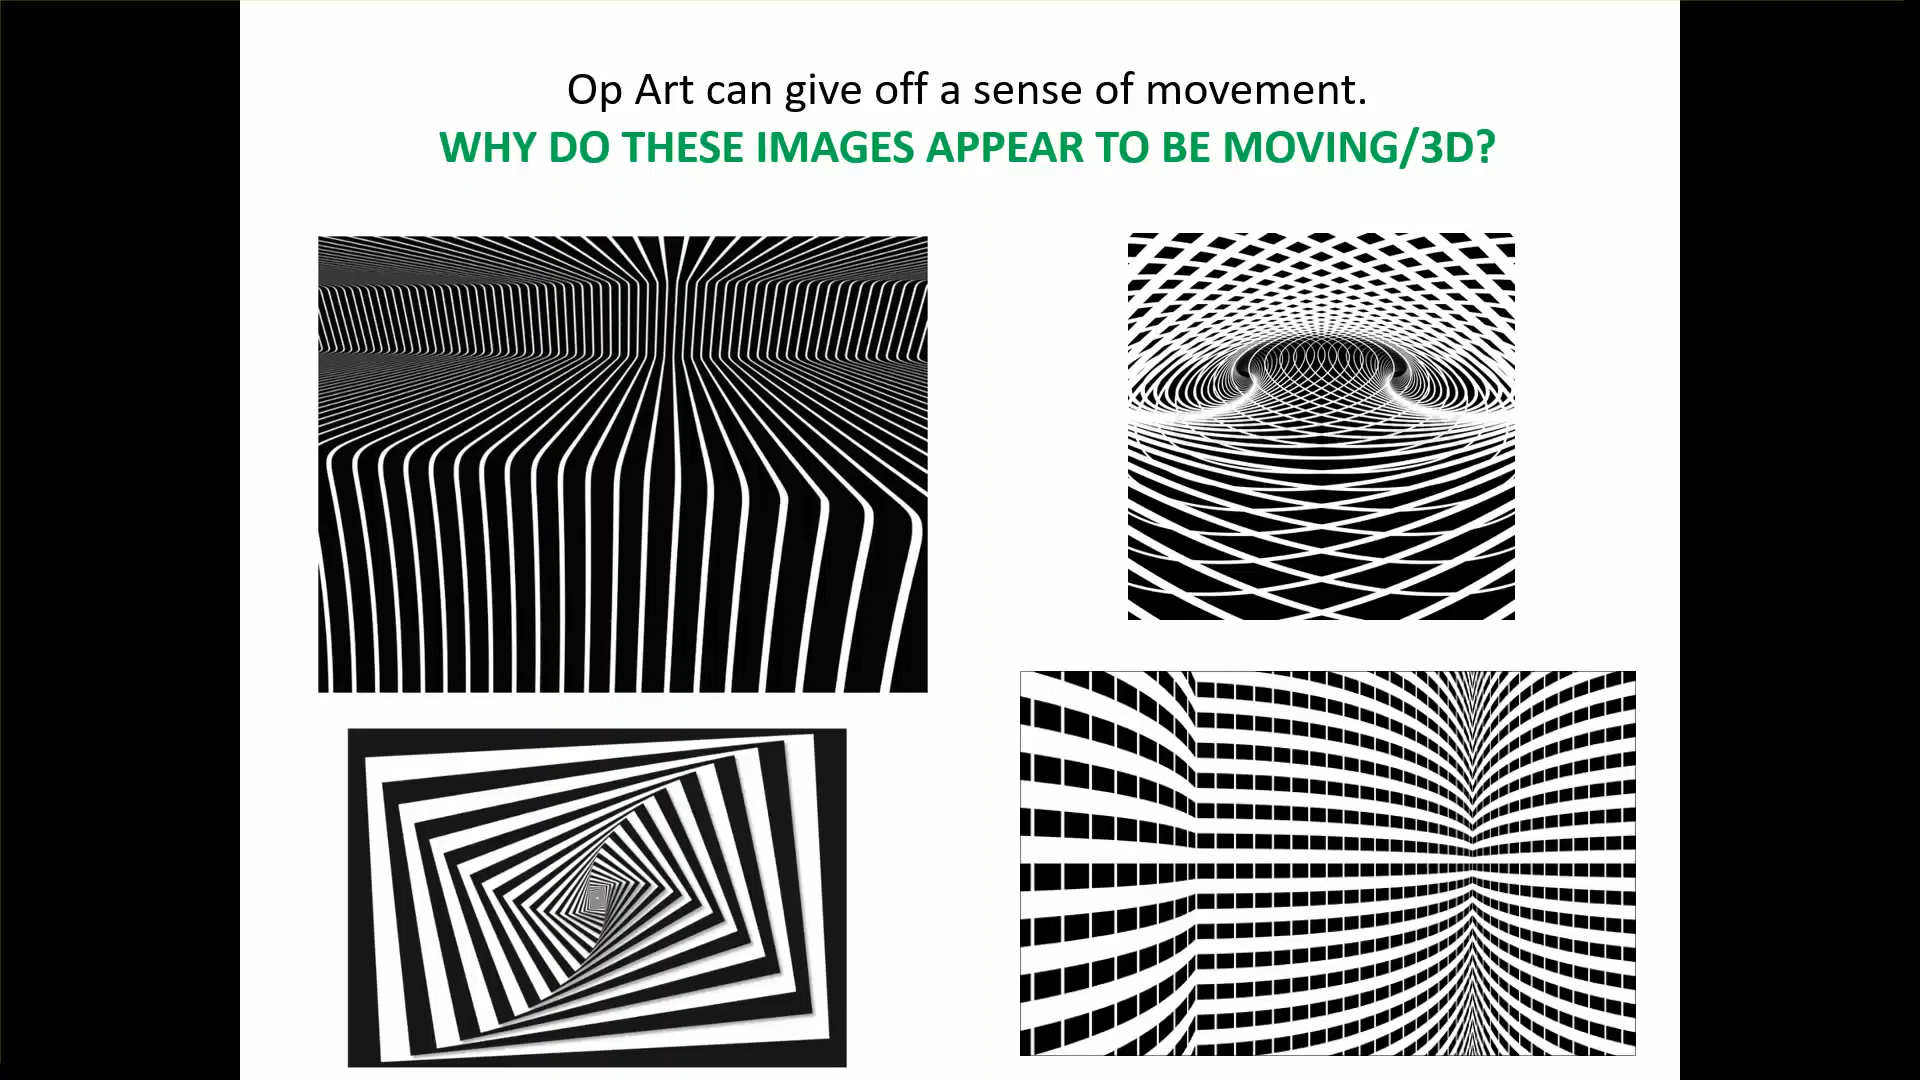 Op Art can give off a sense of movement.
WHY DO THESE IMAGES APPEAR TO BE MOVING/3D?